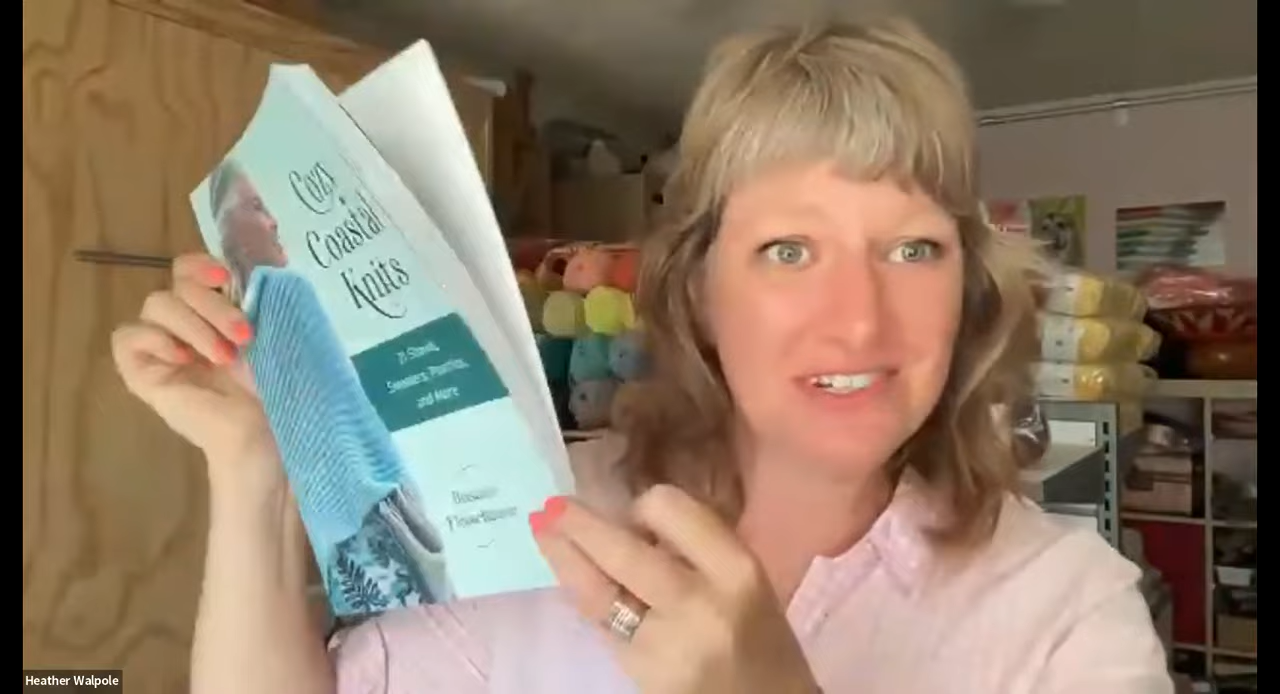 Cozy
Coastal
Knits
21 Shawls,
Sweaters, Ponchos,
and More
Heather Walpole